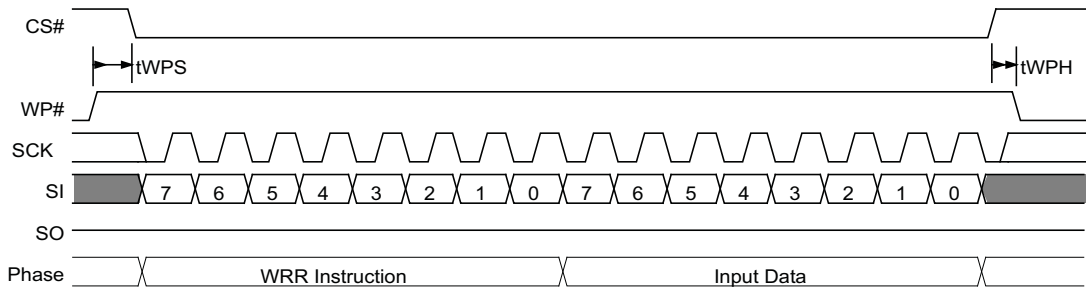 CS#
tWPS
tWPH
WP#
SCK
SI 7 6 5 4 3 2 1 0 7 6 5 4 3 2 1 0
SO
Phase WRR Instruction Input Data